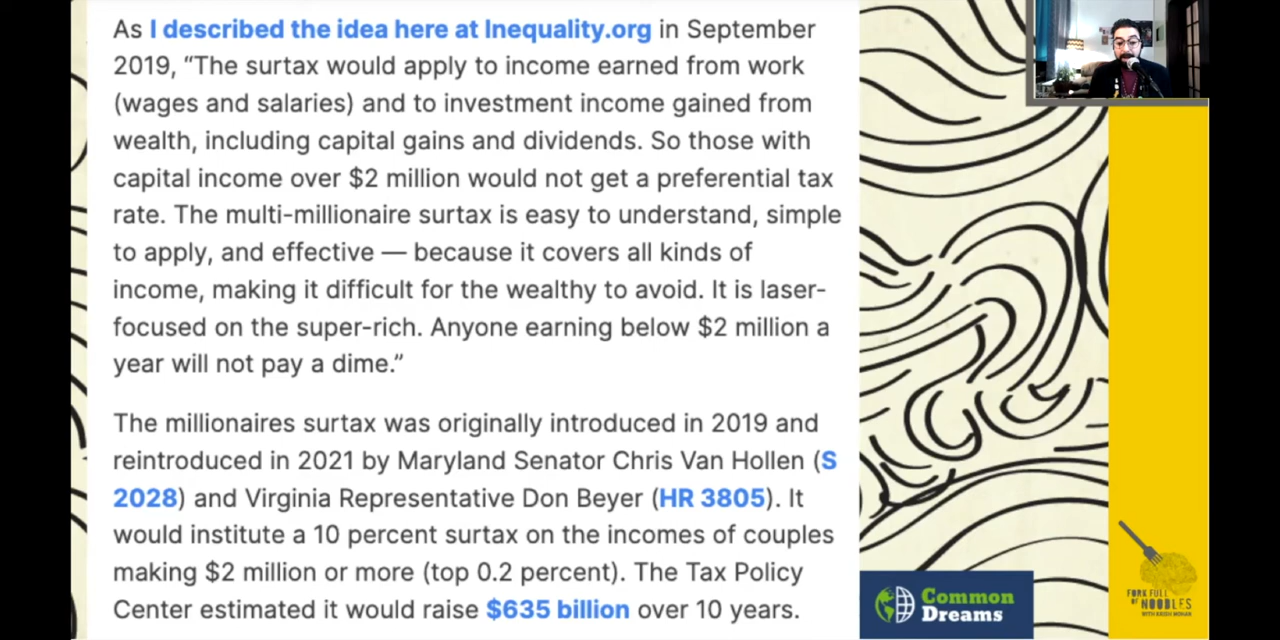 As I described the idea here at Inequality.org in September
2019, “The surtax would apply to income earned from work
(wages and salaries) and to investment income gained from
wealth, including capital gains and dividends. So those with
capital income over $2 million would not get a preferential tax
rate. The multi-millionaire surtax is easy to understand, simple
to apply, and effective — because it covers all kinds of
income, making it difficult for the wealthy to avoid. It is laser-
focused on the super-rich. Anyone earning below $2 million a
year will not pay a dime.”
The millionaires surtax was originally introduced in 2019 and
reintroduced in 2021 by Maryland Senator Chris Van Hollen (S
2028) and Virginia Representative Don Beyer (HR 3805). It
would institute a 10 percent surtax on the incomes of couples
making $2 million or more (top 0.2 percent). The Tax Policy
Center estimated it would raise $635 billion over 10 years.
Common
Dreams
FORK FULL
OF NOODLES
WITH KRISH MOHAN